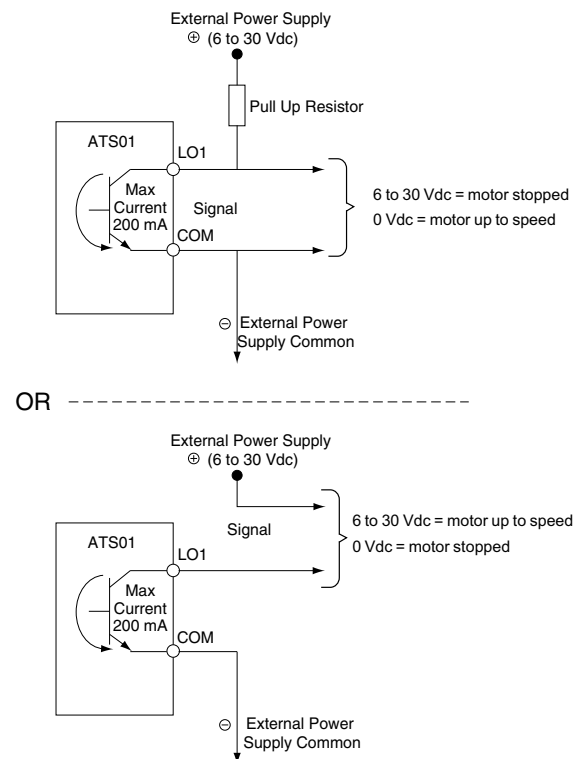 External Power Supply
⊕ (6 to 30 Vdc)
Pull Up Resistor
ATS01
LO1
Max
Current
200 mA
Signal
COM
6 to 30 Vdc = motor stopped
0 Vdc = motor up to speed
⊖ External Power
Supply Common
OR
External Power Supply
⊕ (6 to 30 Vdc)
Signal
6 to 30 Vdc = motor up to speed
0 Vdc = motor stopped
ATS01
LO1
Max
Current
200 mA
COM
⊖ External Power
Supply Common